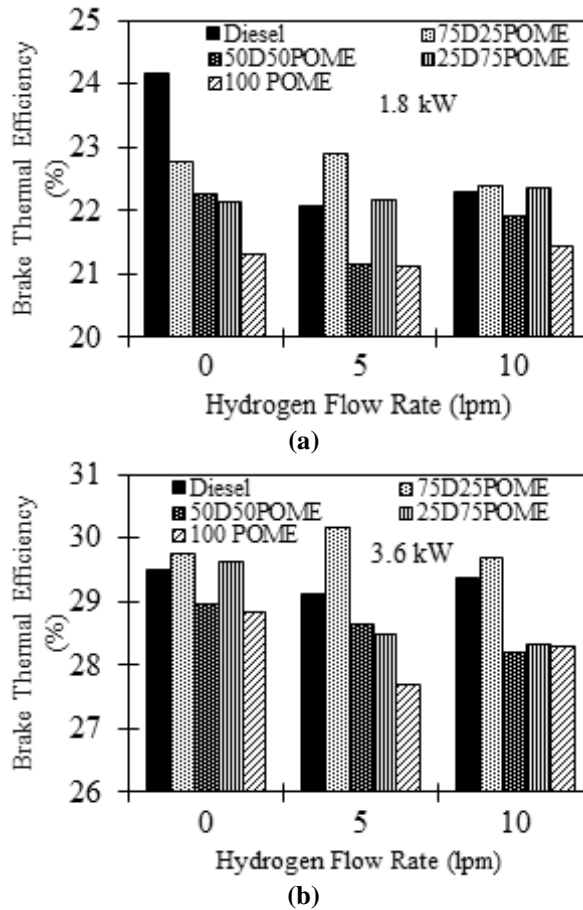 25
24
23
22
21
20
Brake Thermal Efficiency
(%)
Diesel
75D25POME
50D50POME
25D75POME
100 POME
1.8 kW
0
5
10
Hydrogen Flow Rate (lpm)
(a)
31
30
29
28
27
26
Brake Thermal Efficiency
(%)
Diesel
75D25POME
50D50POME
25D75POME
100 POME
3.6 kW
0
5
10
Hydrogen Flow Rate (lpm)
(b)